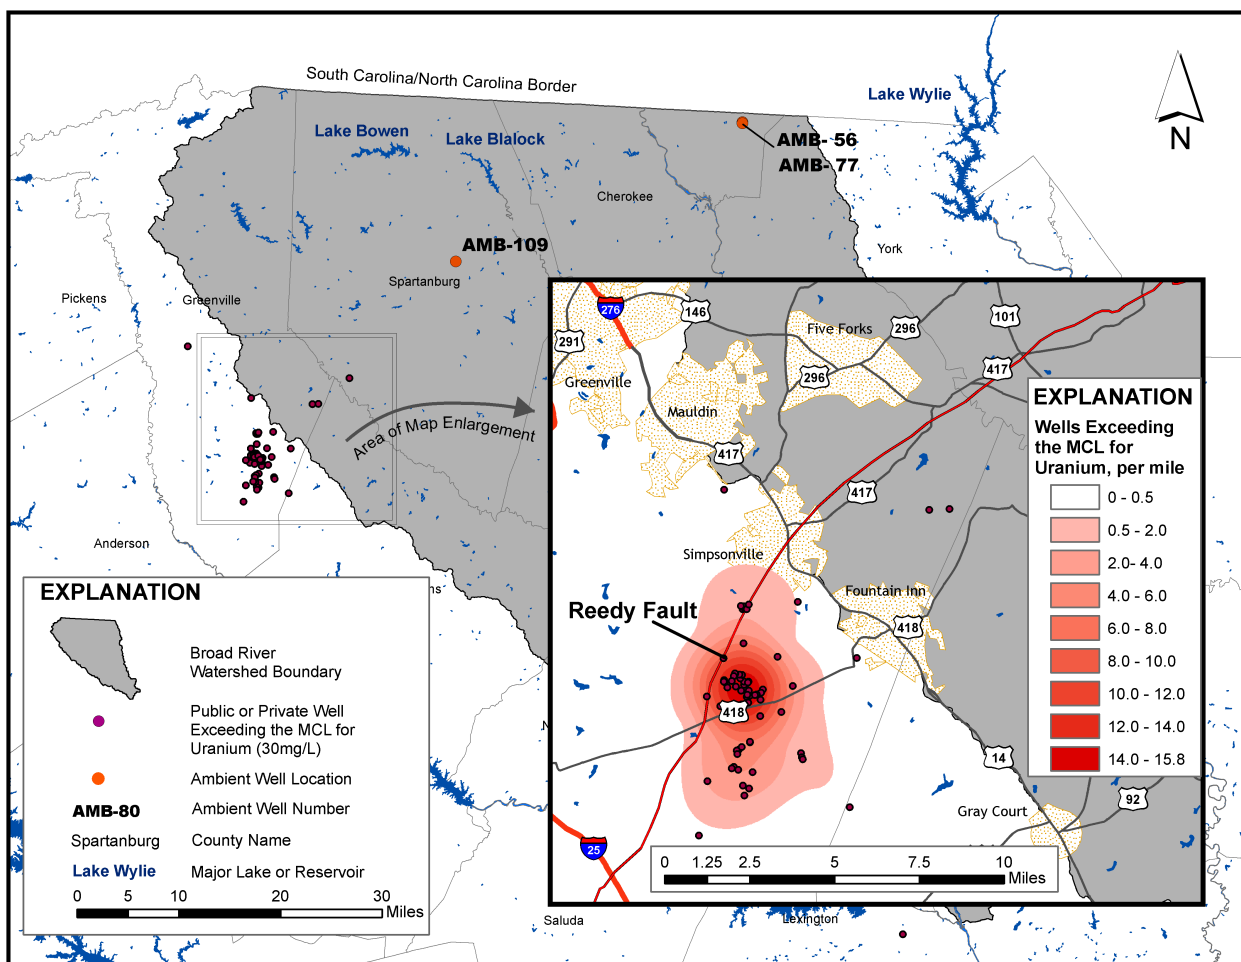 South Carolina/North Carolina Border
Lake Wylie
Lake Bowen
Lake Blalock
AMB- 56
AMB- 77
N
Cherokee
York
AMB-109
Spartanburg
Pickens
Greenville
Area of Map Enlargement
Anderson
276
146
291
Five Forks
296
101
296
417
Greenville
Mauldin
417
417
Simpsonville
Fountain Inn
418
Reedy Fault
418
14
92
Gray Court
25
0 1.25 2.5 5 7.5 10
Miles
EXPLANATION
Wells Exceeding
the MCL for
Uranium, per mile
0 - 0.5
0.5 - 2.0
2.0- 4.0
4.0 - 6.0
6.0 - 8.0
8.0 - 10.0
10.0 - 12.0
12.0 - 14.0
14.0 - 15.8
EXPLANATION
Broad River
Watershed Boundary
Public or Private Well
Exceeding the MCL for
Uranium (30mg/L)
Ambient Well Location
AMB-80 Ambient Well Number
Spartanburg County Name
Lake Wylie Major Lake or Reservoir
0 5 10 20 30
Miles
ns
N
Saluda
Lexington